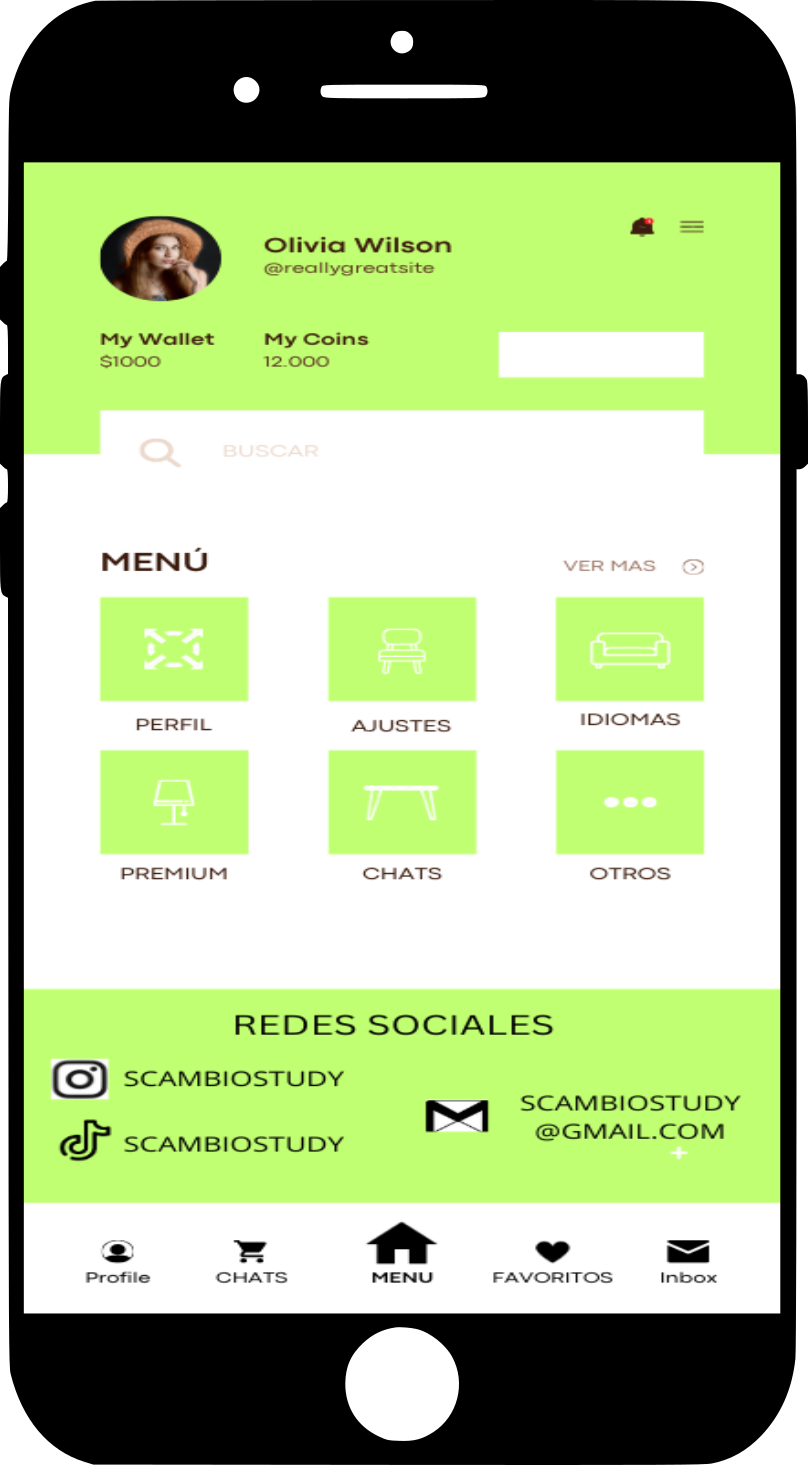 Olivia Wilson
@reallygreatsite
My Wallet
$1000
My Coins
12.000
BUSCAR
MENÚ
VER MAS
PERFIL
AJUSTES
IDIOMAS
PREMIUM
CHATS
OTROS
REDES SOCIALES
SCAMBIOSTUDY
SCAMBIOSTUDY
SCAMBIOSTUDY
@GMAIL.COM
Profile
CHATS
MENU
FAVORITOS
Inbox